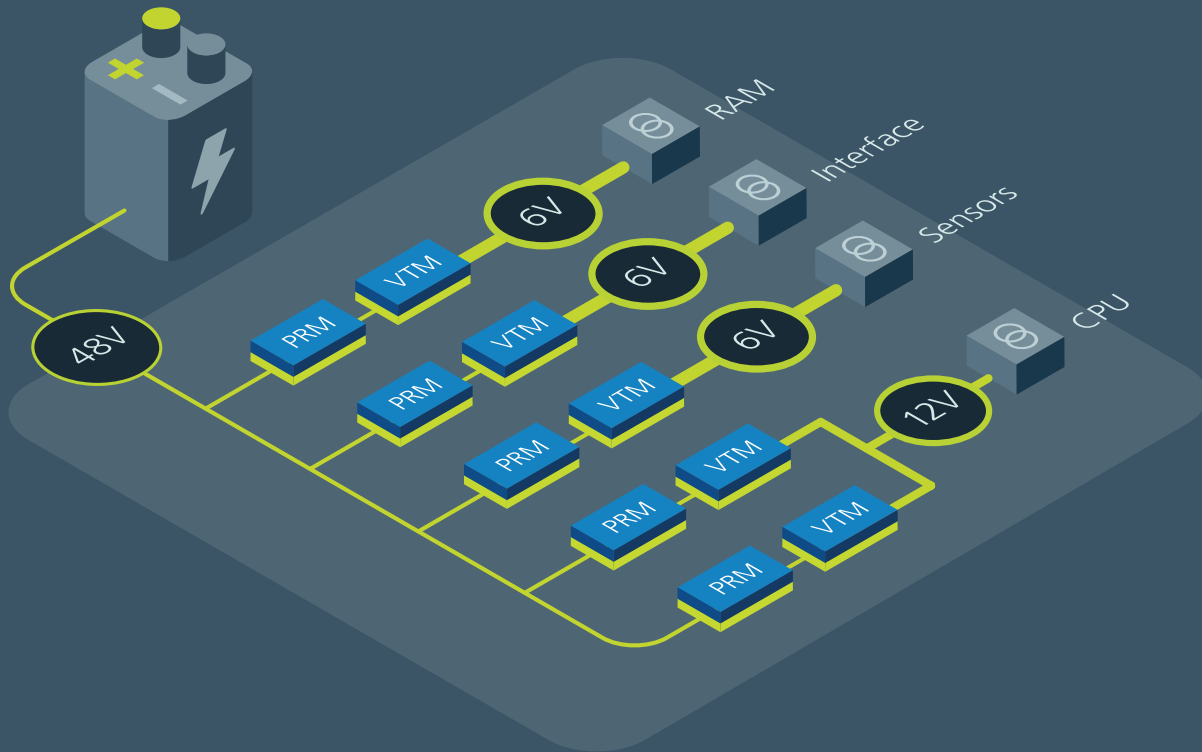 RAM
6V
VTM
PRM
Interface
6V
VTM
PRM
Sensors
6V
VTM
PRM
CPU
12V
VTM
PRM
VTM
PRM
48V